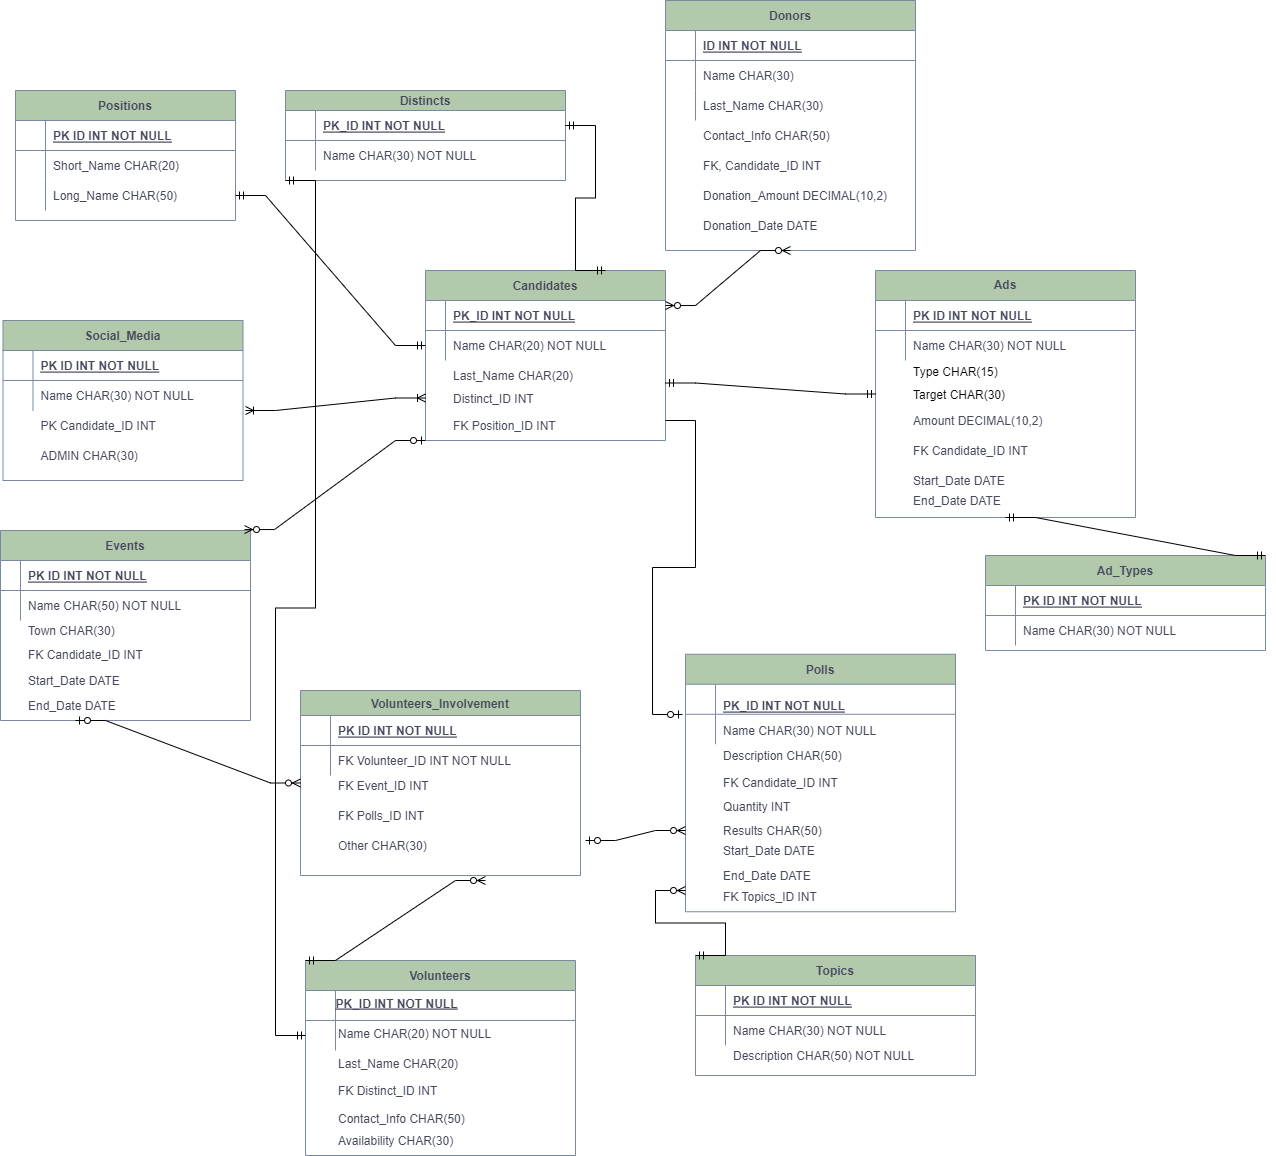 Donors
ID INT NOT NULL
Name CHAR(30)
Last_Name CHAR(30)
Contact_Info CHAR(50)
FK, Candidate_ID INT
Donation_Amount DECIMAL(10,2)
Donation_Date DATE
Positions
PK ID INT NOT NULL
Short_Name CHAR(20)
Long_Name CHAR(50)
Distincts
PK_ID INT NOT NULL
Name CHAR(30) NOT NULL
Candidates
PK_ID INT NOT NULL
Name CHAR(20) NOT NULL
Last_Name CHAR(20)
Distinct_ID INT
FK Position_ID INT
Ads
PK ID INT NOT NULL
Name CHAR(30) NOT NULL
Type CHAR(15)
Target CHAR(30)
Amount DECIMAL(10,2)
FK Candidate_ID INT
Start_Date DATE
End_Date DATE
Social_Media
PK ID INT NOT NULL
Name CHAR(30) NOT NULL
PK Candidate_ID INT
ADMIN CHAR(30)
Events
PK ID INT NOT NULL
Name CHAR(50) NOT NULL
Town CHAR(30)
FK Candidate_ID INT
Start_Date DATE
End_Date DATE
Ad_Types
PK ID INT NOT NULL
Name CHAR(30) NOT NULL
Volunteers_Involvement
PK ID INT NOT NULL
FK Volunteer_ID INT NOT NULL
FK Event_ID INT
FK Polls_ID INT
Other CHAR(30)
Polls
PK_ID INT NOT NULL
Name CHAR(30) NOT NULL
Description CHAR(50)
FK Candidate_ID INT
Quantity INT
Results CHAR(50)
Start_Date DATE
End_Date DATE
FK Topics_ID INT
Volunteers
PK_ID INT NOT NULL
Name CHAR(20) NOT NULL
Last_Name CHAR(20)
FK Distinct_ID INT
Contact_Info CHAR(50)
Availability CHAR(30)
Topics
PK ID INT NOT NULL
Name CHAR(30) NOT NULL
Description CHAR(50) NOT NULL